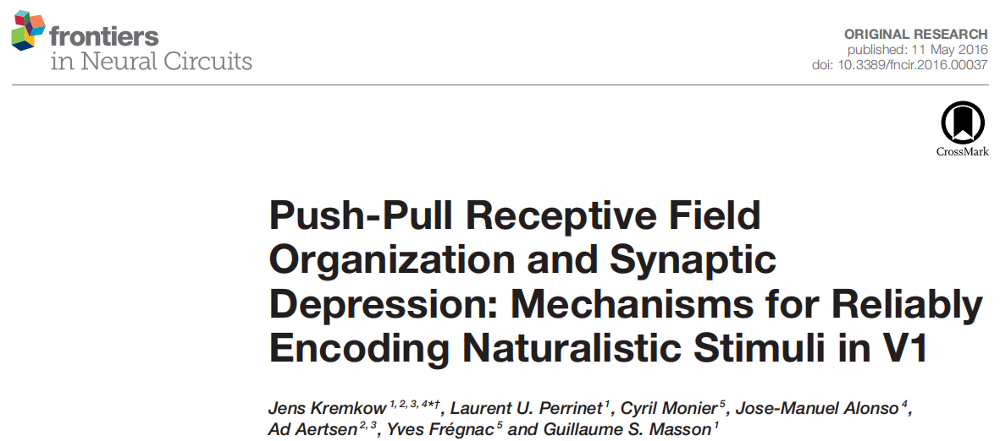 frontiers
in Neural Circuits
ORIGINAL RESEARCH
published: 11 May 2016
doi: 10.3389/fncir.2016.00037
CrossMark
Push-Pull Receptive Field
Organization and Synaptic
Depression: Mechanisms for Reliably
Encoding Naturalistic Stimuli in V1
Jens Kremkow 1, 2, 3, 4*†, Laurent U. Perrinet 1, Cyril Monier 5, Jose-Manuel Alonso 4,
Ad Aertsen 2, 3, Yves Frégnac 5 and Guillaume S. Masson 1